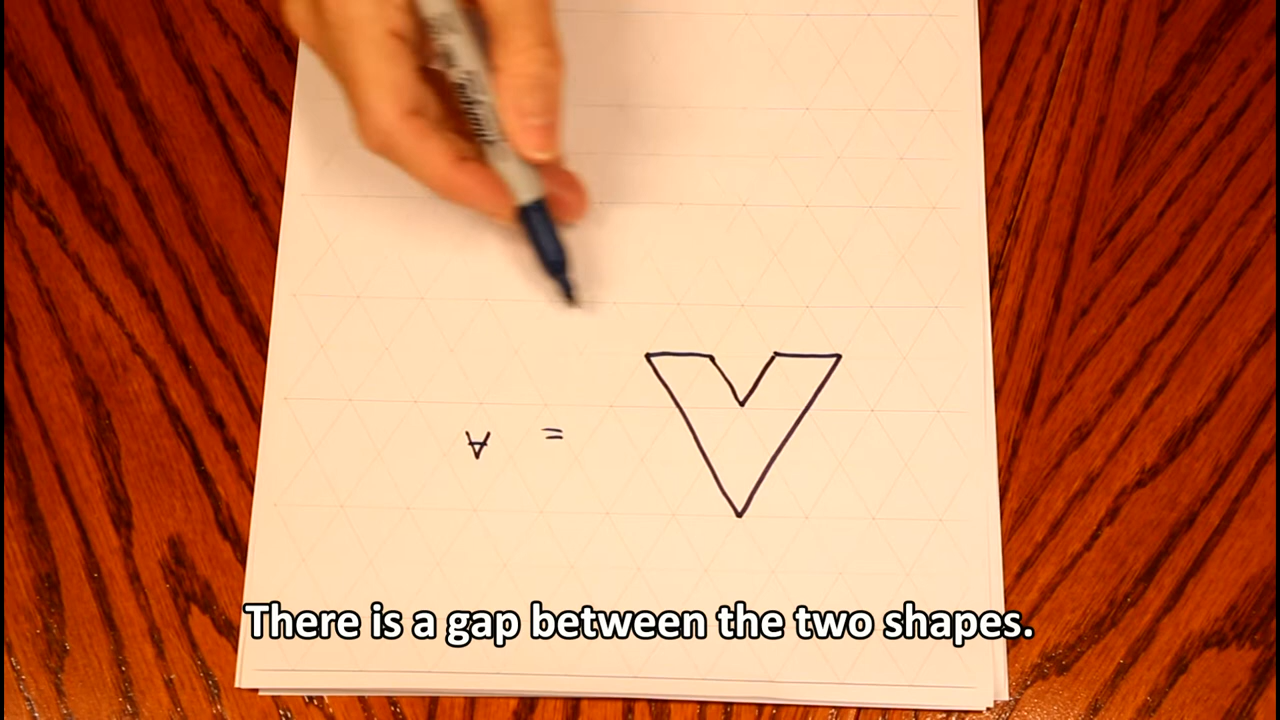 ∀ =
There is a gap between the two shapes.